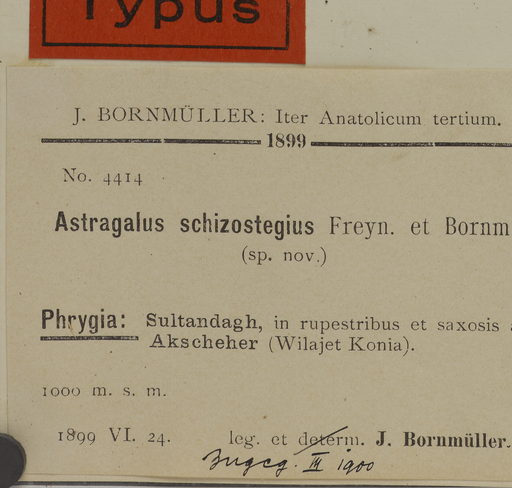 Typus
J. BORNMÜLLER: Iter Anatolicum tertium.
1899
No. 4414
Astragalus schizostegius Freyn. et Bornm
(sp. nov.)
Phrygia: Sultandagh, in rupestribus et saxosis
Akscheher (Wilajet Konia).
1000 m. s. m.
1899 VI. 24. leg. et determ. J. Bornmüller.
Zugeg. III 1900